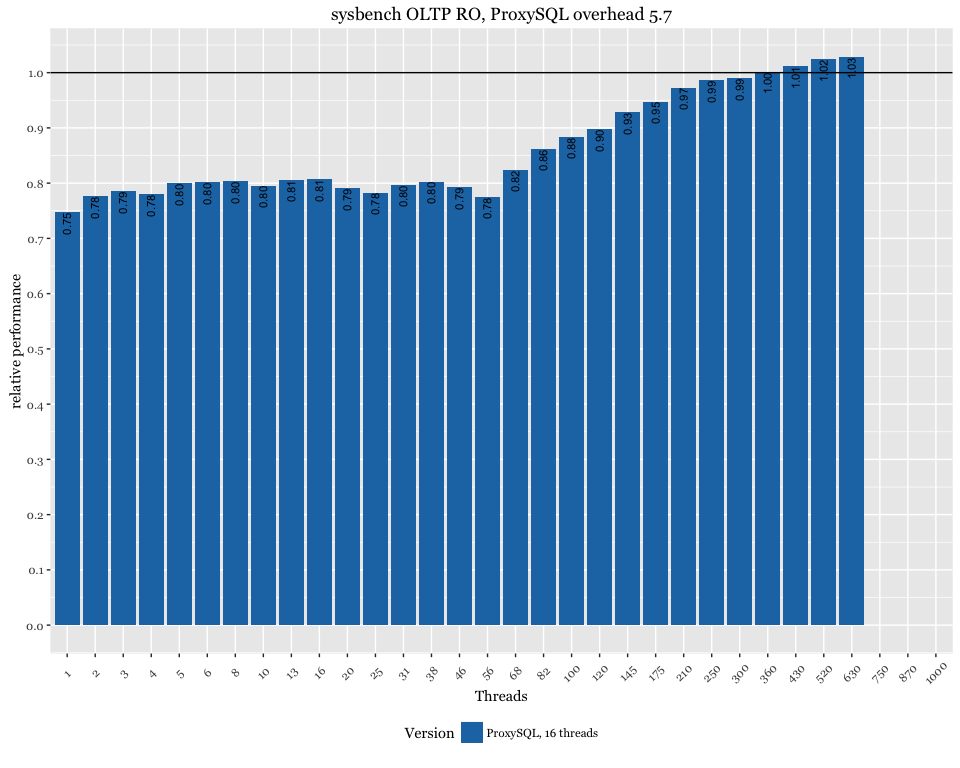 sysbench OLTP RO, ProxySQL overhead 5.7
relative performance
1.0
0.9
0.8
0.7
0.6
0.5
0.4
0.3
0.2
0.1
0.0
0.75 0.78 0.79 0.78 0.80 0.80 0.80 0.80 0.81 0.81 0.79 0.78 0.80 0.80 0.79 0.78 0.82 0.86 0.88 0.90 0.93 0.95 0.97 0.99 0.99 1.00 1.01 1.02 1.03
1 2 3 4 5 6 8 10 13 16 20 25 31 38 46 56 68 82 100 120 145 175 210 250 300 360 430 520 630 750 870 1000
Threads
Version ProxySQL, 16 threads